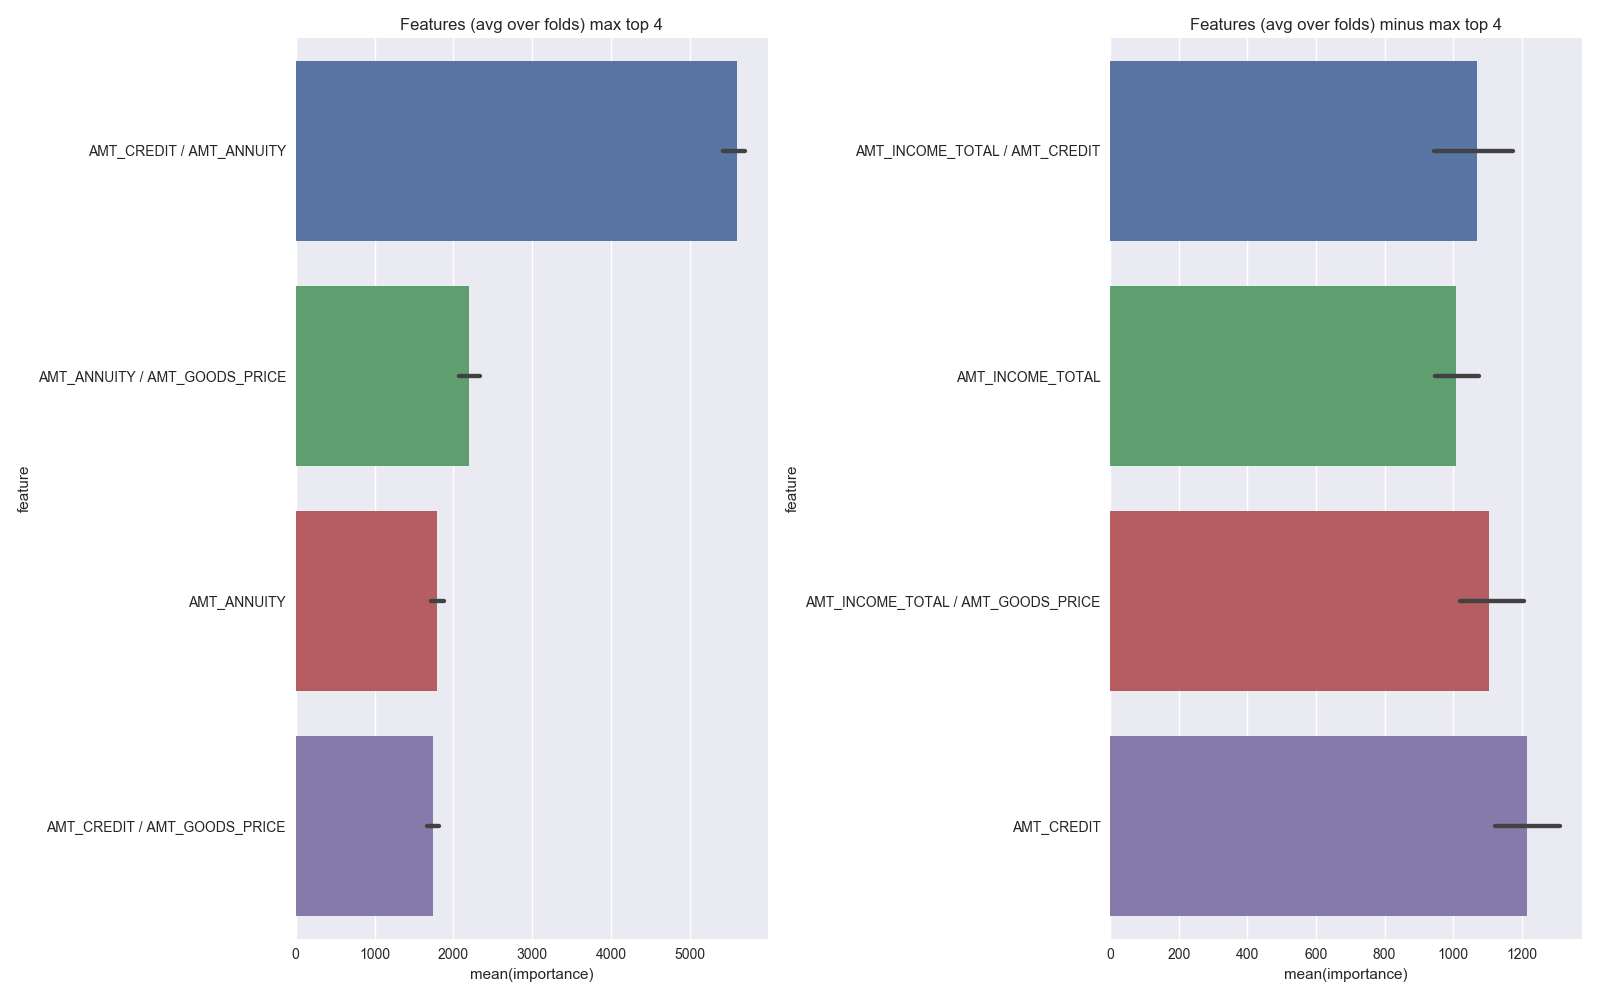 Features (avg over folds) max top 4
feature
AMT_CREDIT / AMT_ANNUITY
AMT_ANNUITY / AMT_GOODS_PRICE
AMT_ANNUITY
AMT_CREDIT / AMT_GOODS_PRICE
0 1000 2000 3000 4000 5000
mean(importance)
Features (avg over folds) minus max top 4
feature
AMT_INCOME_TOTAL / AMT_CREDIT
AMT_INCOME_TOTAL
AMT_INCOME_TOTAL / AMT_GOODS_PRICE
AMT_CREDIT
0 200 400 600 800 1000 1200
mean(importance)